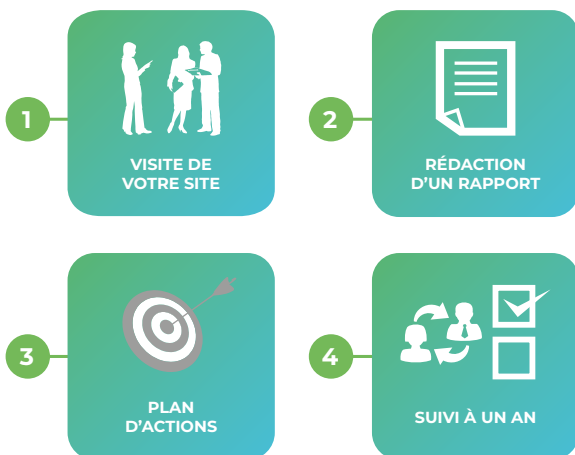 1
VISITE DE
VOTRE SITE
2
RÉDACTION
D’UN RAPPORT
3
PLAN
D’ACTIONS
4
SUIVI À UN AN